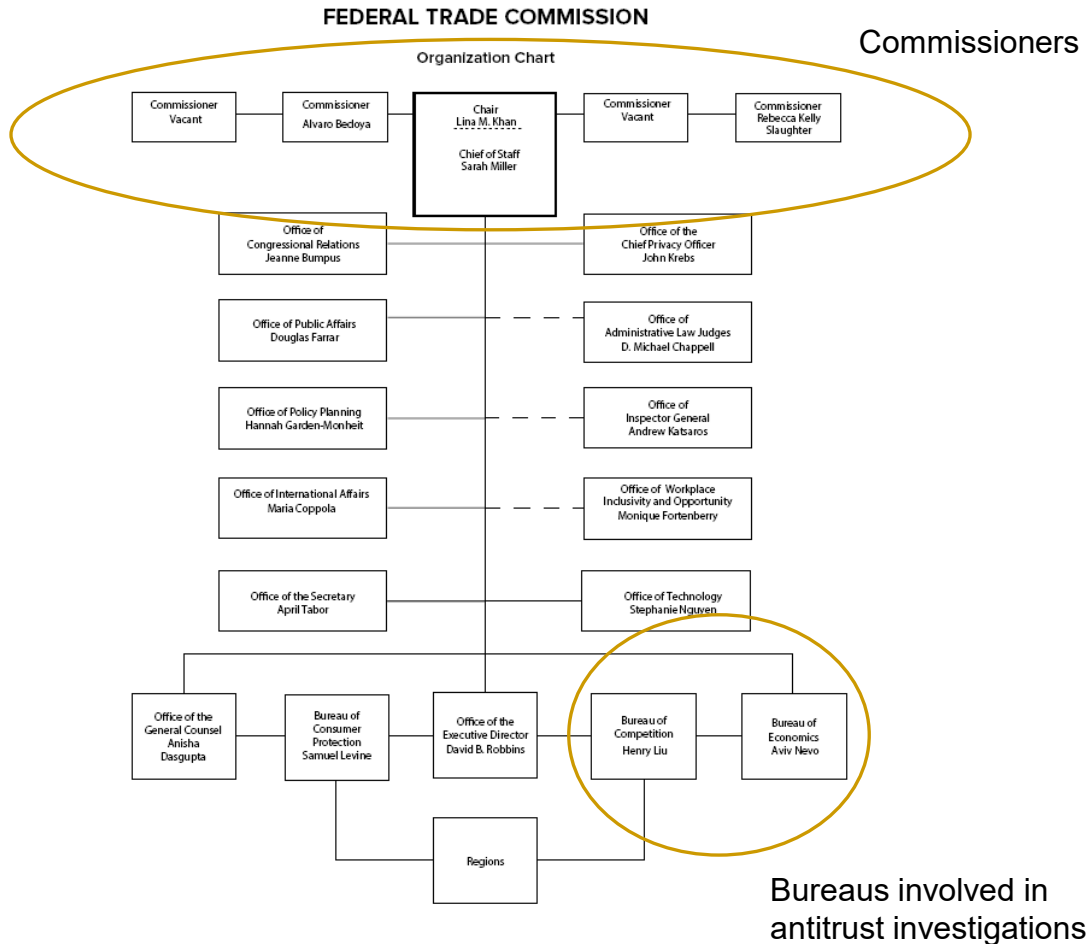 FEDERAL TRADE COMMISSION
Commissioners
Organization Chart
Commissioner
Vacant
Commissioner
Alvaro Bedoya
Chair
Lina M. Khan
Chief of Staff
Sarah Miller
Commissioner
Vacant
Commissioner
Rebecca Kelly
Slaughter
Office of
Congressional Relations
Jeanne Bumpus
Office of the
Chief Privacy Officer
John Krebs
Office of Public Affairs
Douglas Farrar
Office of
Administrative Law Judges
D. Michael Chappell
Office of Policy Planning
Hannah Garden-Monheit
Office of
Inspector General
Andrew Katsaros
Office of International Affairs
Maria Coppola
Office of Workplace
Inclusivity and Opportunity
Monique Fortenberry
Office of the Secretary
April Tabor
Office of Technology
Stephanie Nguyen
Office of the
General Counsel
Anisha
Dasgupta
Bureau of
Consumer
Protection
Samuel Levine
Office of the
Executive Director
David B. Robbins
Bureau of
Competition
Henry Liu
Bureau of
Economics
Aviv Nevo
Regions
Bureaus involved in
antitrust investigations